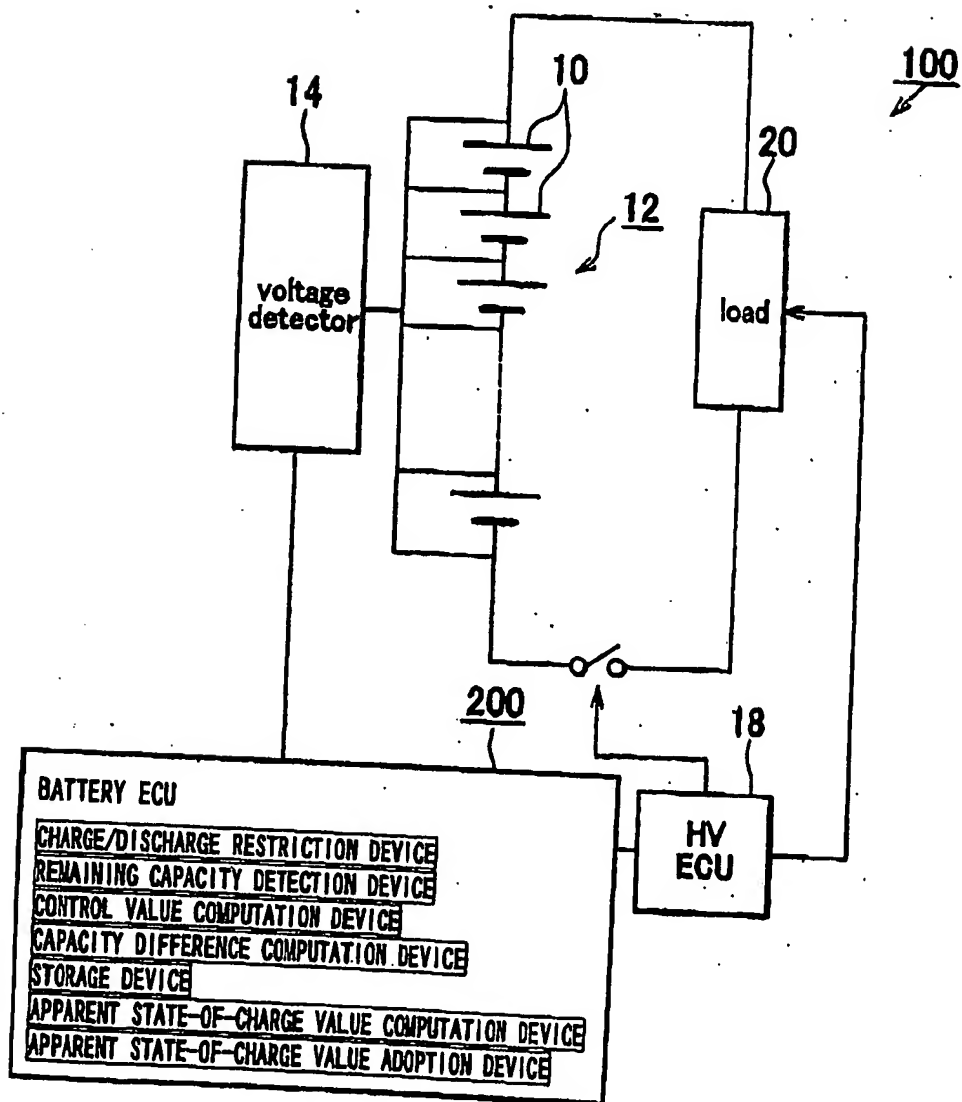 100
14
10
20
12
voltage
detector
load
200
18
BATTERY ECU
CHARGE/DISCHARGE RESTRICTION DEVICE
REMAINING CAPACITY DETECTION DEVICE
CONTROL VALUE COMPUTATION DEVICE
CAPACITY DIFFERENCE COMPUTATION DEVICE
STORAGE DEVICE
APPARENT STATE-OF-CHARGE VALUE COMPUTATION DEVICE
APPARENT STATE-OF-CHARGE VALUE ADOPTION DEVICE
HV
ECU